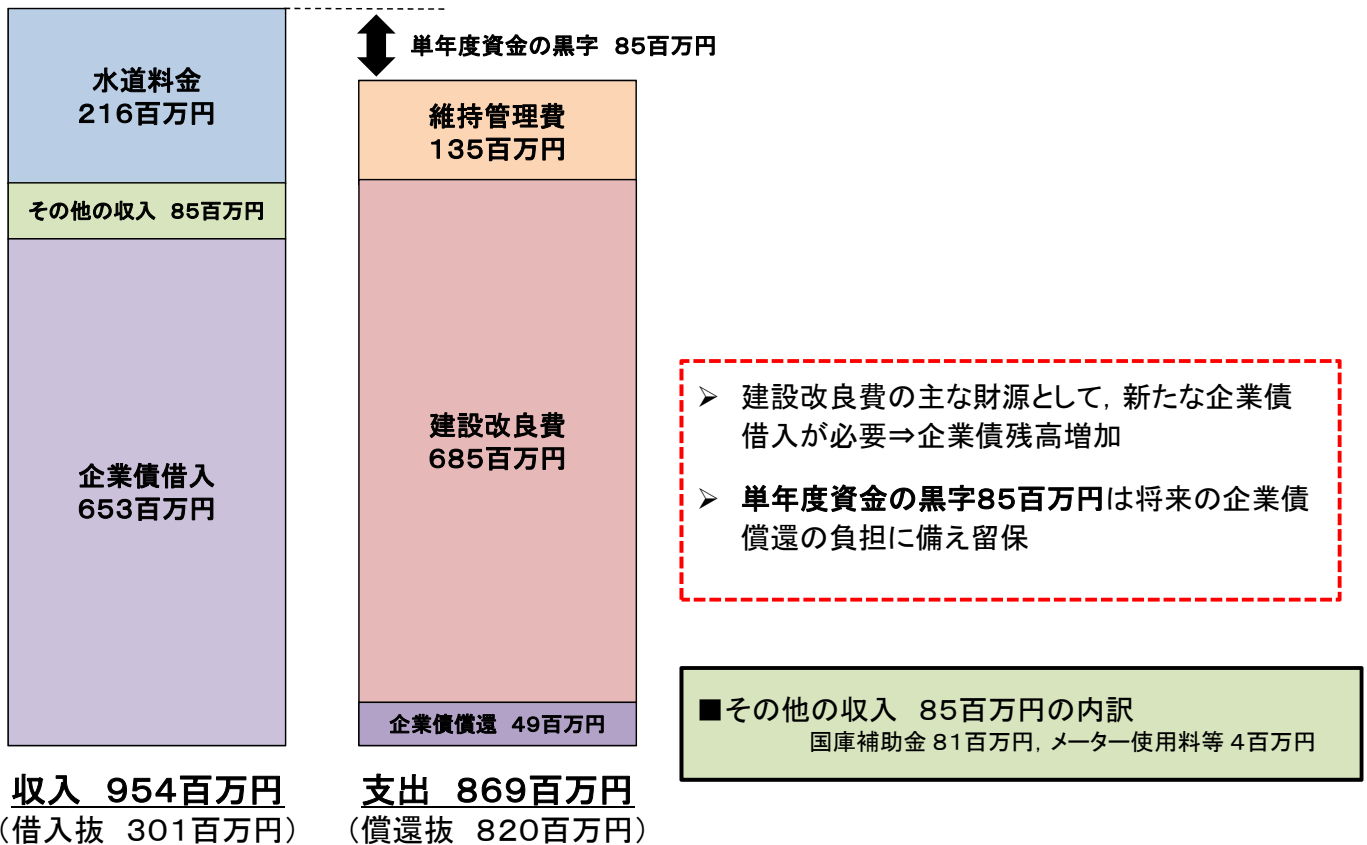 単年度資金の黒字 85百万円
水道料金
216百万円
その他の収入 85百万円
企業債借入
653百万円
維持管理費
135百万円
建設改良費
685百万円
企業債償還 49百万円
収入 954百万円
(借入抜 301百万円)
支出 869百万円
(償還抜 820百万円)
➢ 建設改良費の主な財源として，新たな企業債
借入が必要⇒企業債残高増加
➢ 単年度資金の黒字85百万円は将来の企業債
償還の負担に備え留保
■その他の収入 85百万円の内訳
国庫補助金 81百万円，メーター使用料等 4百万円